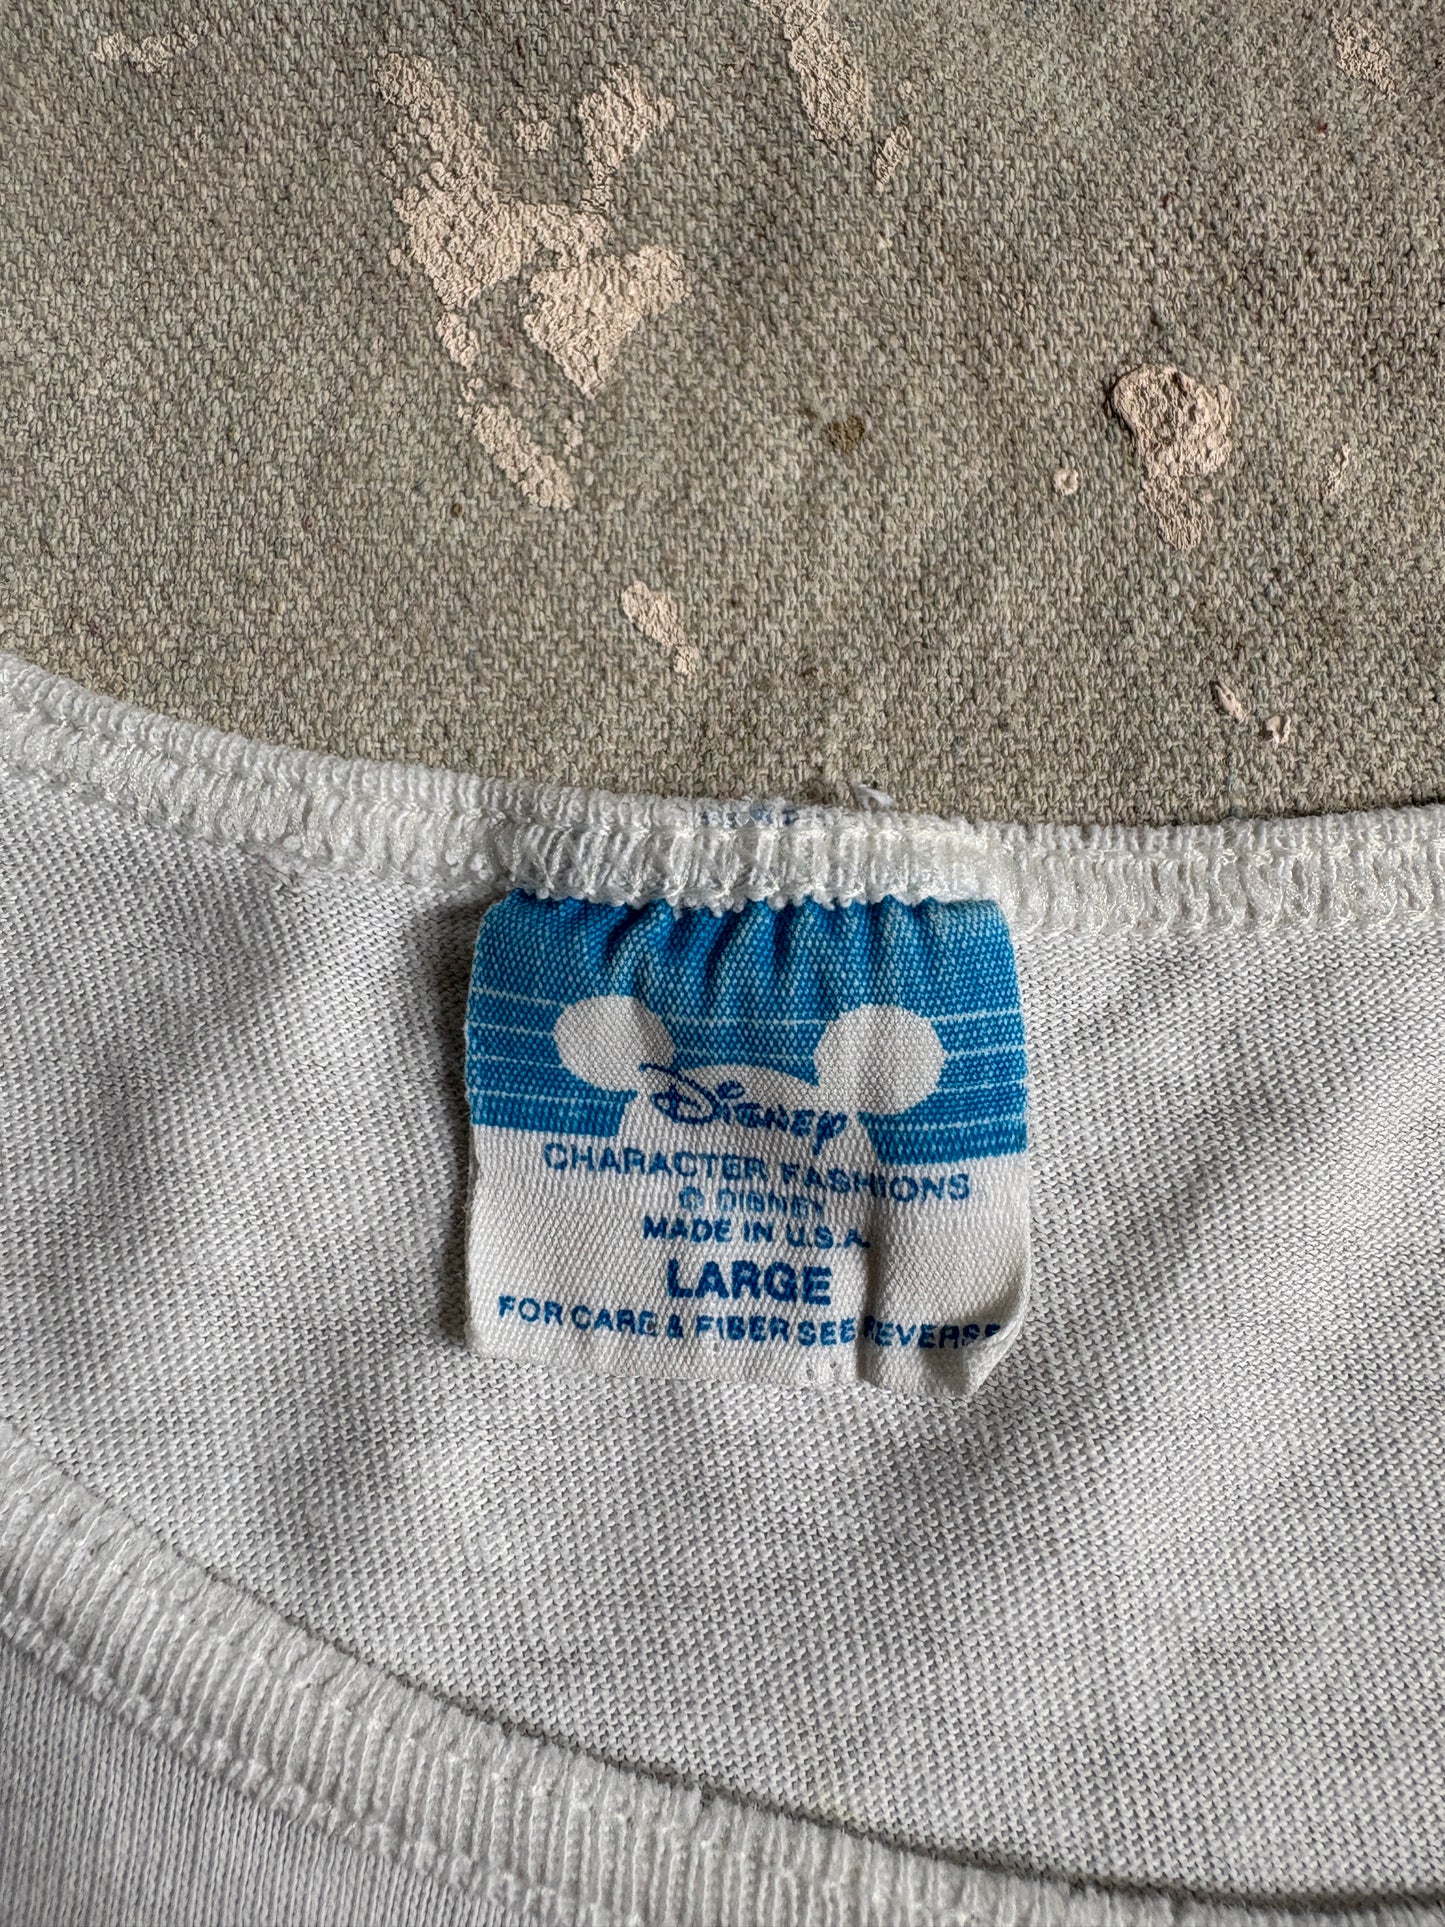 DISNEY
CHARACTER FASHIONS
© DISNEY
MADE IN U.S.A.
LARGE
FOR CARE & FIBER SEE REVERSE